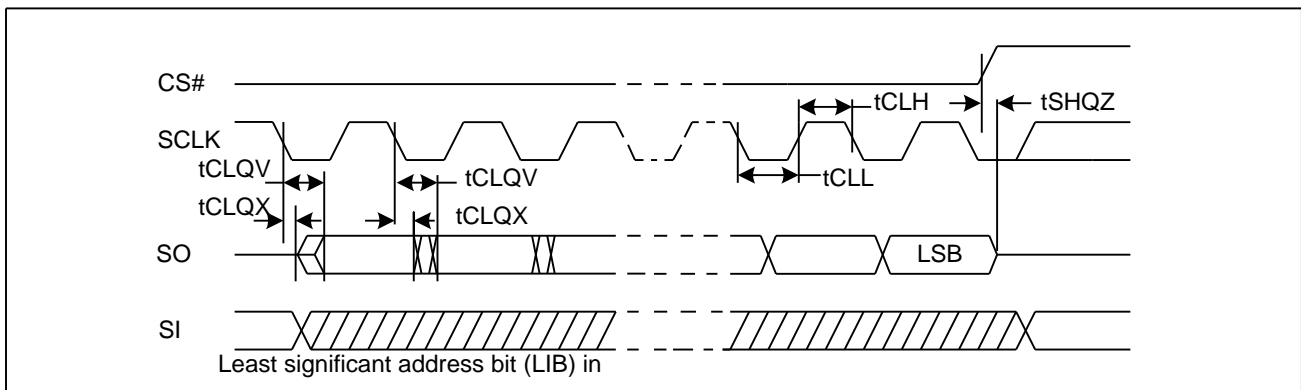 CS#
tCLH
tSHQZ
SCLK
tCLQV
tCLQV
tCLL
tCLQX
tCLQX
SO
LSB
SI
Least significant address bit (LIB) in